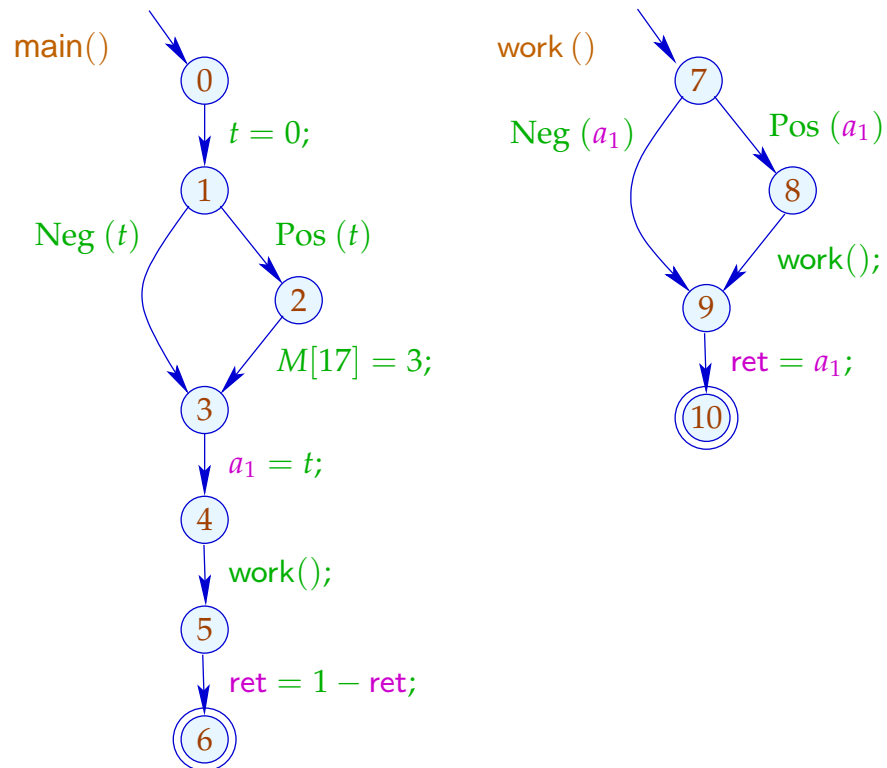 main()
0
t = 0;
1
Neg (t)
Pos (t)
2
M[17] = 3;
3
a₁ = t;
4
work();
5
ret = 1 − ret;
6
work ()
7
Neg (a₁)
Pos (a₁)
8
work();
9
ret = a₁;
10